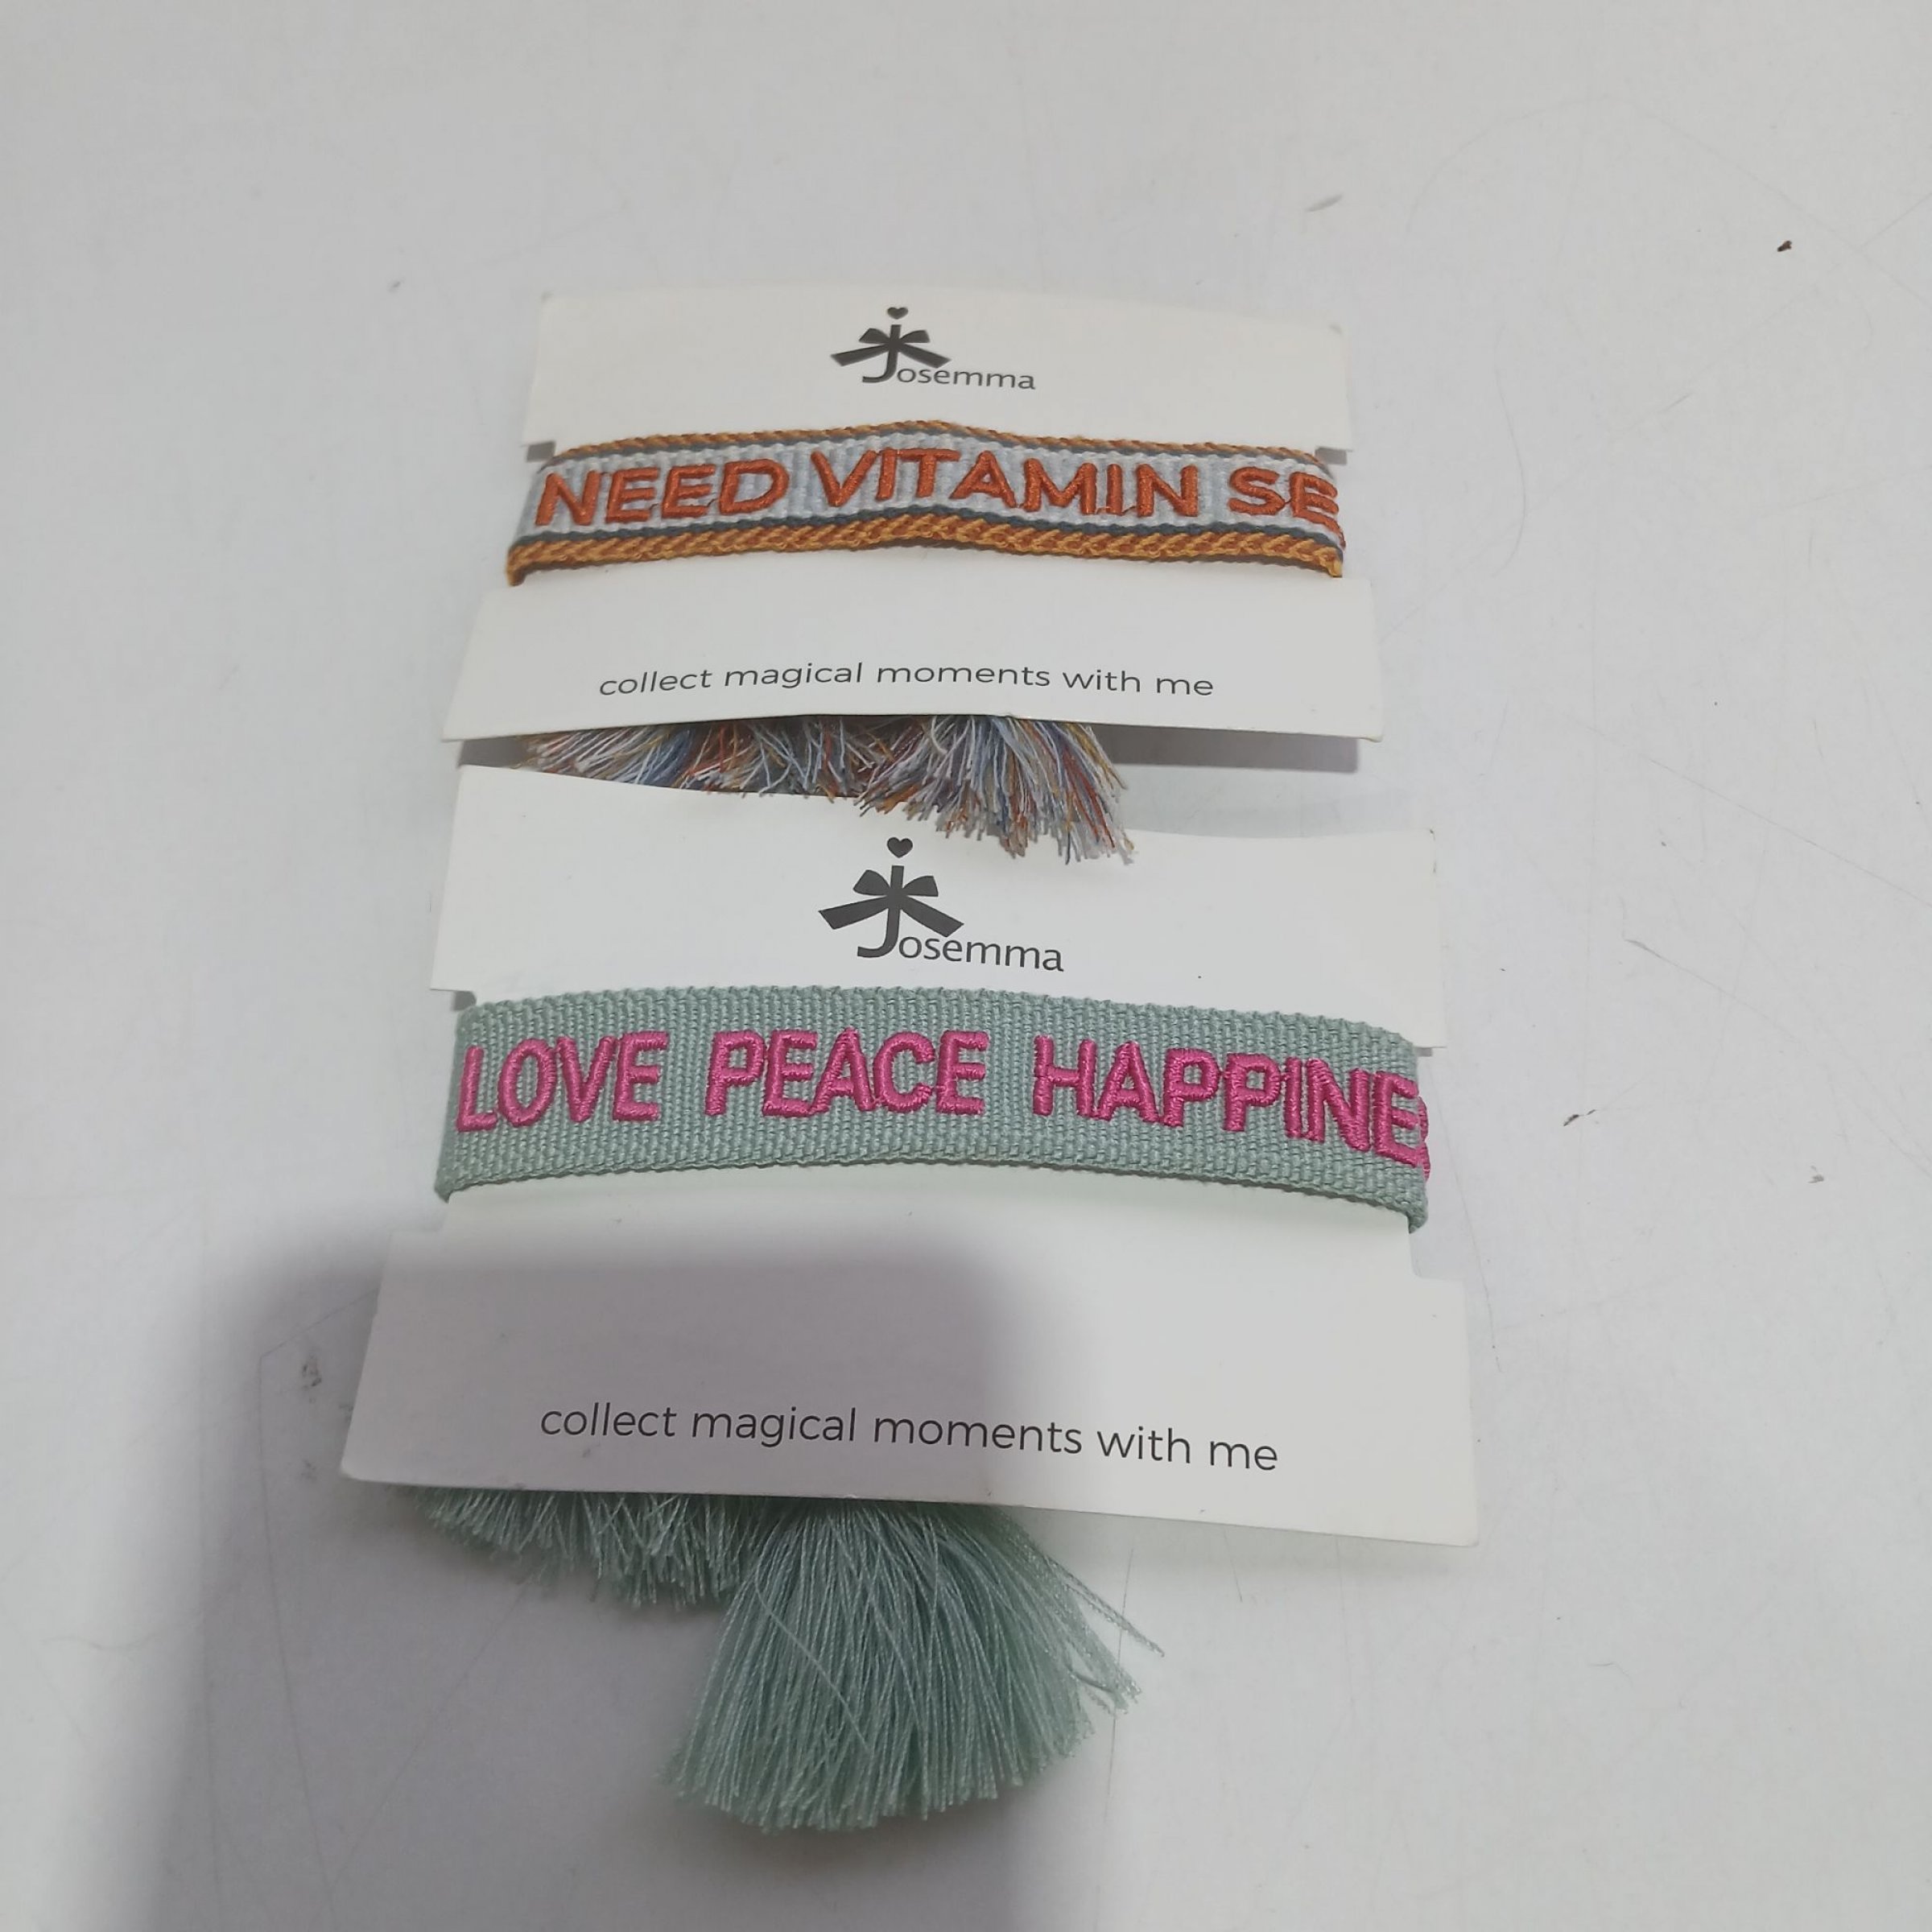 Josemma
NEED VITAMIN SE
collect magical moments with me
Josemma
LOVE PEACE HAPPINE
collect magical moments with me